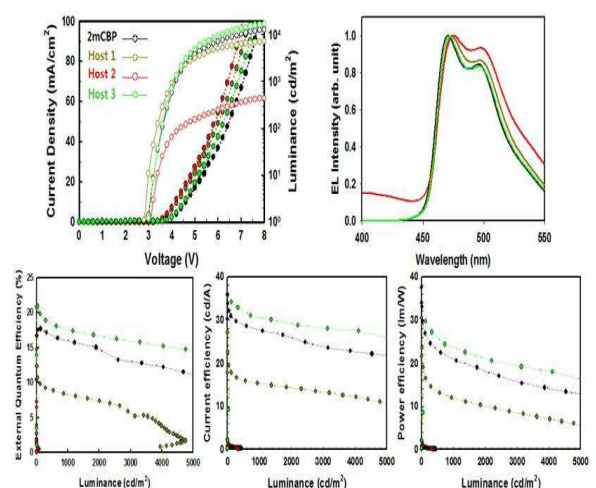 2mCBP
Host 1
Host 2
Host 3
Current Density (mA/cm²)
100
80
60
40
20
0
0 1 2 3 4 5 6 7 8
Voltage (V)
10⁴
10³
10²
10¹
10⁰
Luminance (cd/m²)
EL Intensity (arb. unit)
1.0
0.8
0.6
0.4
0.2
0.0
400 450 500 550
Wavelength (nm)
External Quantum Efficiency (%)
25
20
15
10
5
0
0 1000 2000 3000 4000 5000
Luminance (cd/m²)
Current efficiency (cd/A)
40
30
20
10
0
0 1000 2000 3000 4000 5000
Luminance (cd/m²)
Power efficiency (lm/W)
40
30
20
10
0
0 1000 2000 3000 4000 5000
Luminance (cd/m²)